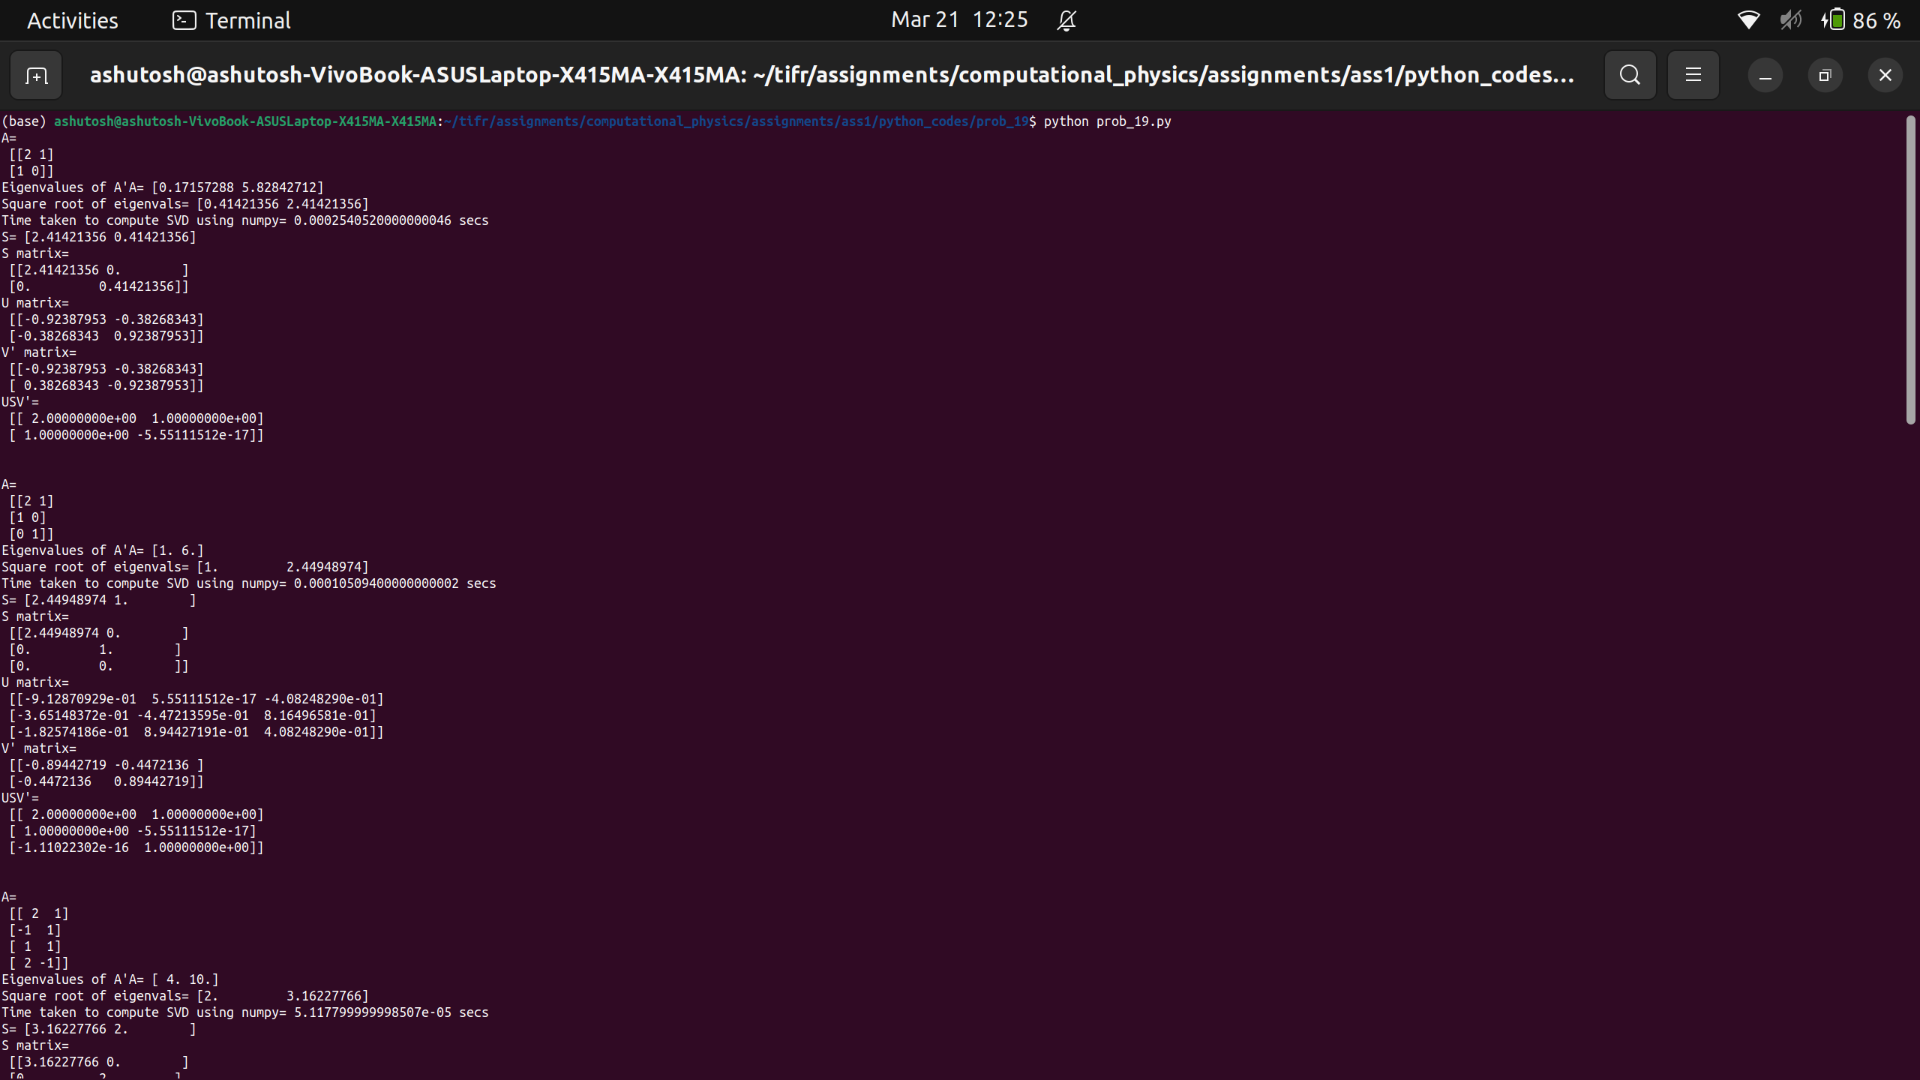 Activities Terminal Mar 21 12:25 86 %
ashutosh@ashutosh-VivoBook-ASUSLaptop-X415MA-X415MA: ~/tifr/assignments/computational_physics/assignments/ass1/python_codes...
(base) ashutosh@ashutosh-VivoBook-ASUSLaptop-X415MA-X415MA:~/tifr/assignments/computational_physics/assignments/ass1/python_codes/prob_19$ python prob_19.py
A=
 [[2 1]
 [1 0]]
Eigenvalues of A'A= [0.17157288 5.82842712]
Square root of eigenvals= [0.41421356 2.41421356]
Time taken to compute SVD using numpy= 0.0002540520000000046 secs
S= [2.41421356 0.41421356]
S matrix=
 [[2.41421356 0.        ]
 [0.         0.41421356]]
U matrix=
 [[-0.92387953 -0.38268343]
 [-0.38268343  0.92387953]]
V' matrix=
 [[-0.92387953 -0.38268343]
 [ 0.38268343 -0.92387953]]
USV'=
 [[ 2.00000000e+00  1.00000000e+00]
 [ 1.00000000e+00 -5.55111512e-17]]
A=
 [[2 1]
 [1 0]
 [0 1]]
Eigenvalues of A'A= [1. 6.]
Square root of eigenvals= [1.         2.44948974]
Time taken to compute SVD using numpy= 0.00010509400000000002 secs
S= [2.44948974 1.        ]
S matrix=
 [[2.44948974 0.        ]
 [0.         1.        ]
 [0.         0.        ]]
U matrix=
 [[-9.12870929e-01  5.55111512e-17 -4.08248290e-01]
 [-3.65148372e-01 -4.47213595e-01  8.16496581e-01]
 [-1.82574186e-01  8.94427191e-01  4.08248290e-01]]
V' matrix=
 [[-0.89442719 -0.4472136 ]
 [-0.4472136   0.89442719]]
USV'=
 [[ 2.00000000e+00  1.00000000e+00]
 [ 1.00000000e+00 -5.55111512e-17]
 [-1.11022302e-16  1.00000000e+00]]
A=
 [[ 2  1]
 [-1  1]
 [ 1  1]
 [ 2 -1]]
Eigenvalues of A'A= [ 4. 10.]
Square root of eigenvals= [2.         3.16227766]
Time taken to compute SVD using numpy= 5.117799999998507e-05 secs
S= [3.16227766 2.        ]
S matrix=
 [[3.16227766 0.        ]
 [0.         2.        ]